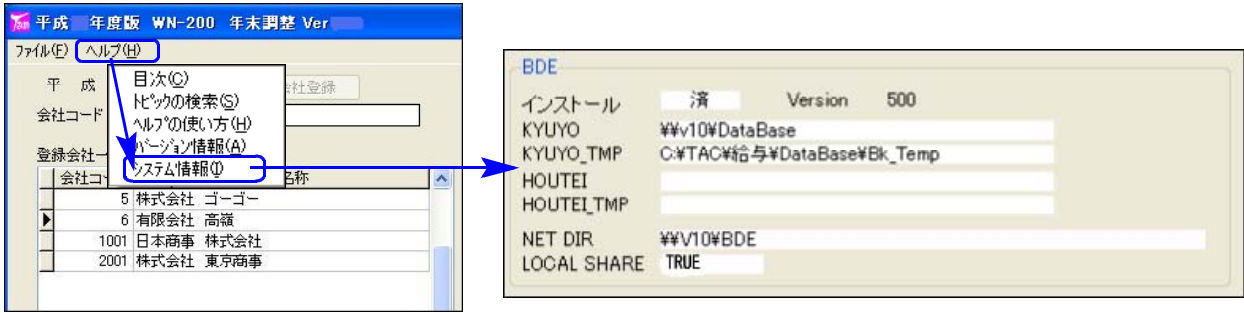 平成 年度版 WN-200 年末調整 Ver
ファイル(F) ヘルプ(H)
平 成
目次(C)
トピックの検索(S)
ヘルプの使い方(H)
バージョン情報(A)
システム情報(I)
会社登録
会社コード
登録会社一
会社コー 名称
5 株式会社 ゴーゴー
6 有限会社 高嶺
1001 日本商事 株式会社
2001 株式会社 東京商事
BDE
インストール 済 Version 500
KYUYO ¥¥v10¥DataBase
KYUYO_TMP C:¥TAC¥給与¥DataBase¥Bk_Temp
HOUTEI
HOUTEI_TMP
NET DIR ¥¥V10¥BDE
LOCAL SHARE TRUE